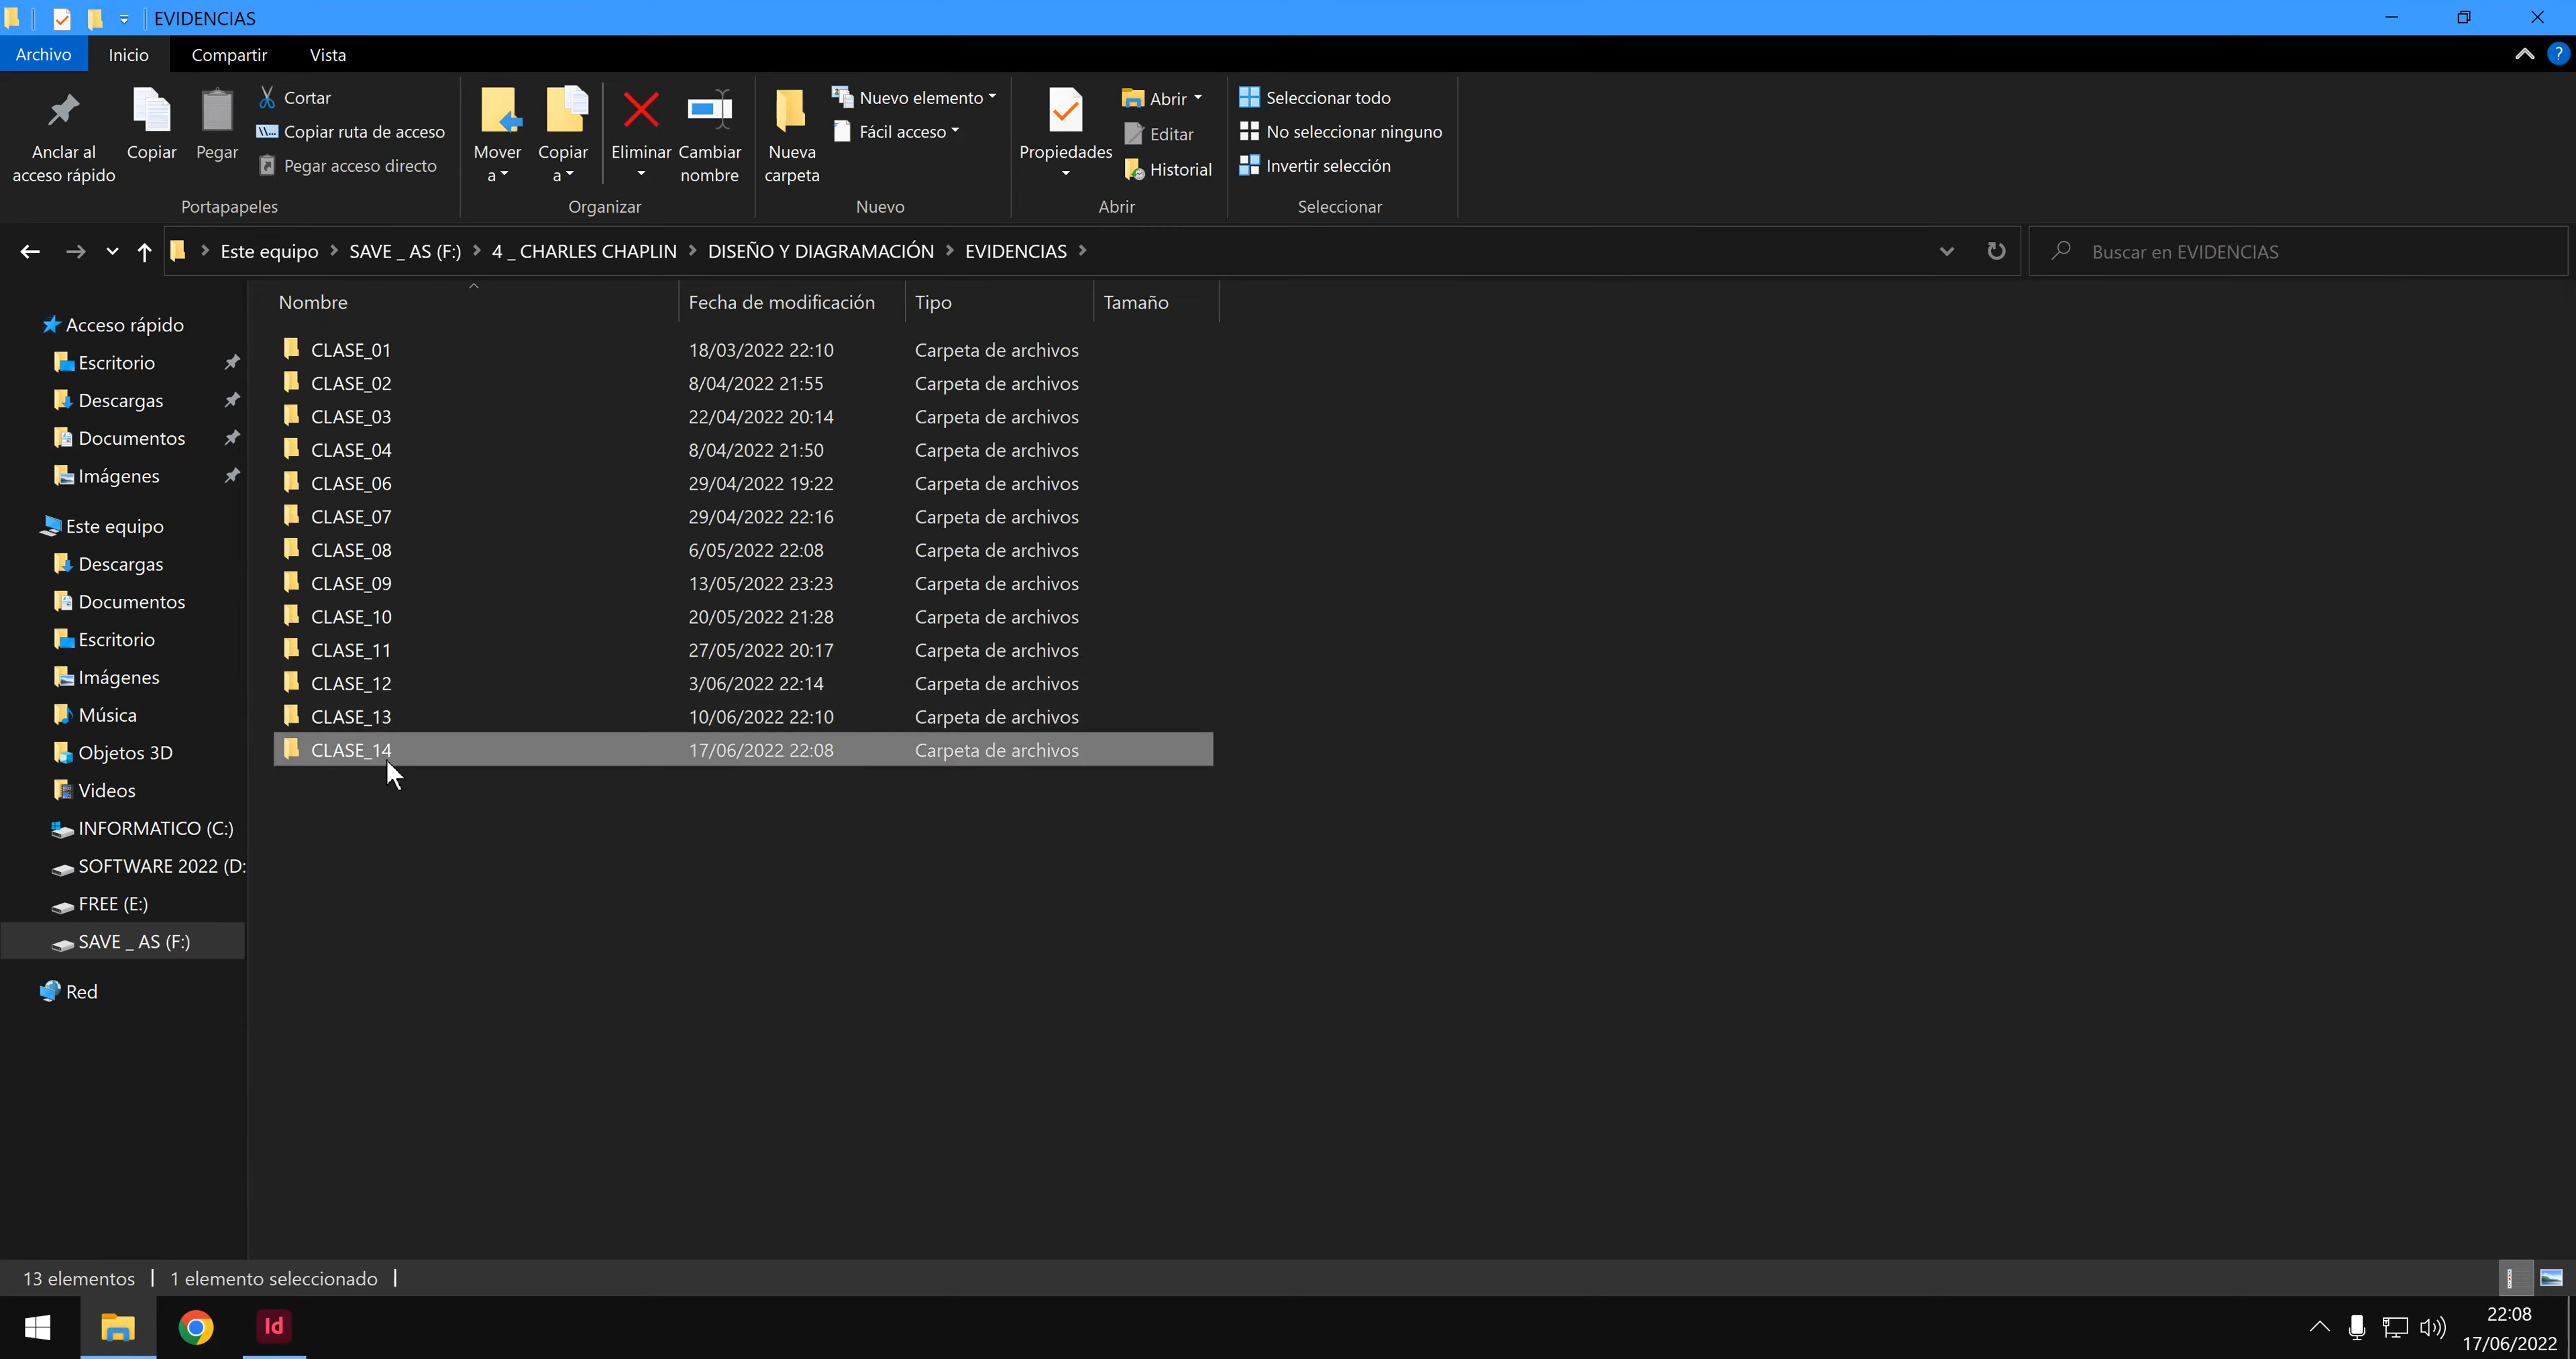 EVIDENCIAS
Archivo Inicio Compartir Vista
Anclar al acceso rápido
Copiar
Pegar
Cortar
Copiar ruta de acceso
Pegar acceso directo
Portapapeles
Mover a
Copiar a
Eliminar
Cambiar nombre
Organizar
Nueva carpeta
Nuevo elemento
Fácil acceso
Nuevo
Propiedades
Abrir
Editar
Historial
Abrir
Seleccionar todo
No seleccionar ninguno
Invertir selección
Seleccionar
Este equipo > SAVE _ AS (F:) > 4 _ CHARLES CHAPLIN > DISEÑO Y DIAGRAMACIÓN > EVIDENCIAS >
Buscar en EVIDENCIAS
Acceso rápido
Escritorio
Descargas
Documentos
Imágenes
Este equipo
Descargas
Documentos
Escritorio
Imágenes
Música
Objetos 3D
Videos
INFORMATICO (C:)
SOFTWARE 2022 (D:
FREE (E:)
SAVE _ AS (F:)
Red
Nombre Fecha de modificación Tipo Tamaño
CLASE_01 18/03/2022 22:10 Carpeta de archivos
CLASE_02 8/04/2022 21:55 Carpeta de archivos
CLASE_03 22/04/2022 20:14 Carpeta de archivos
CLASE_04 8/04/2022 21:50 Carpeta de archivos
CLASE_06 29/04/2022 19:22 Carpeta de archivos
CLASE_07 29/04/2022 22:16 Carpeta de archivos
CLASE_08 6/05/2022 22:08 Carpeta de archivos
CLASE_09 13/05/2022 23:23 Carpeta de archivos
CLASE_10 20/05/2022 21:28 Carpeta de archivos
CLASE_11 27/05/2022 20:17 Carpeta de archivos
CLASE_12 3/06/2022 22:14 Carpeta de archivos
CLASE_13 10/06/2022 22:10 Carpeta de archivos
CLASE_14 17/06/2022 22:08 Carpeta de archivos
13 elementos 1 elemento seleccionado
Id
22:08
17/06/2022